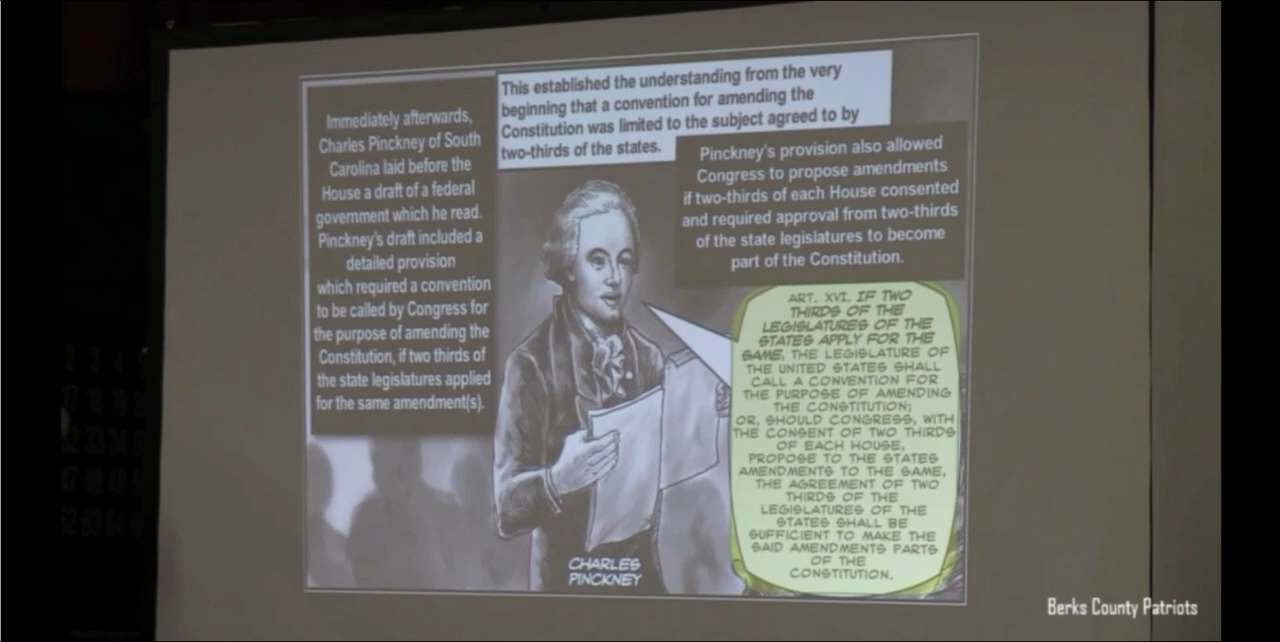 Immediately afterwards,
Charles Pinckney of South
Carolina laid before the
House a draft of a federal
government which he read.
Pinckney's draft included a
detailed provision
which required a convention
to be called by Congress for
the purpose of amending the
Constitution, if two thirds of
the state legislatures applied
for the same amendment(s).
This established the understanding from the very
beginning that a convention for amending the
Constitution was limited to the subject agreed to by
two-thirds of the states.
Pinckney's provision also allowed
Congress to propose amendments
if two-thirds of each House consented
and required approval from two-thirds
of the state legislatures to become
part of the Constitution.
ART. XVI. IF TWO
THIRDS OF THE
LEGISLATURES OF THE
STATES APPLY FOR THE
SAME, THE LEGISLATURE OF
THE UNITED STATES SHALL
CALL A CONVENTION FOR
THE PURPOSE OF AMENDING
THE CONSTITUTION;
OR, SHOULD CONGRESS, WITH
THE CONSENT OF TWO THIRDS
OF EACH HOUSE,
PROPOSE TO THE STATES
AMENDMENTS TO THE SAME,
THE AGREEMENT OF TWO
THIRDS OF THE
LEGISLATURES OF THE
STATES SHALL BE
SUFFICIENT TO MAKE THE
SAID AMENDMENTS PARTS
OF THE
CONSTITUTION.
CHARLES
PINCKNEY
Berks County Patriots